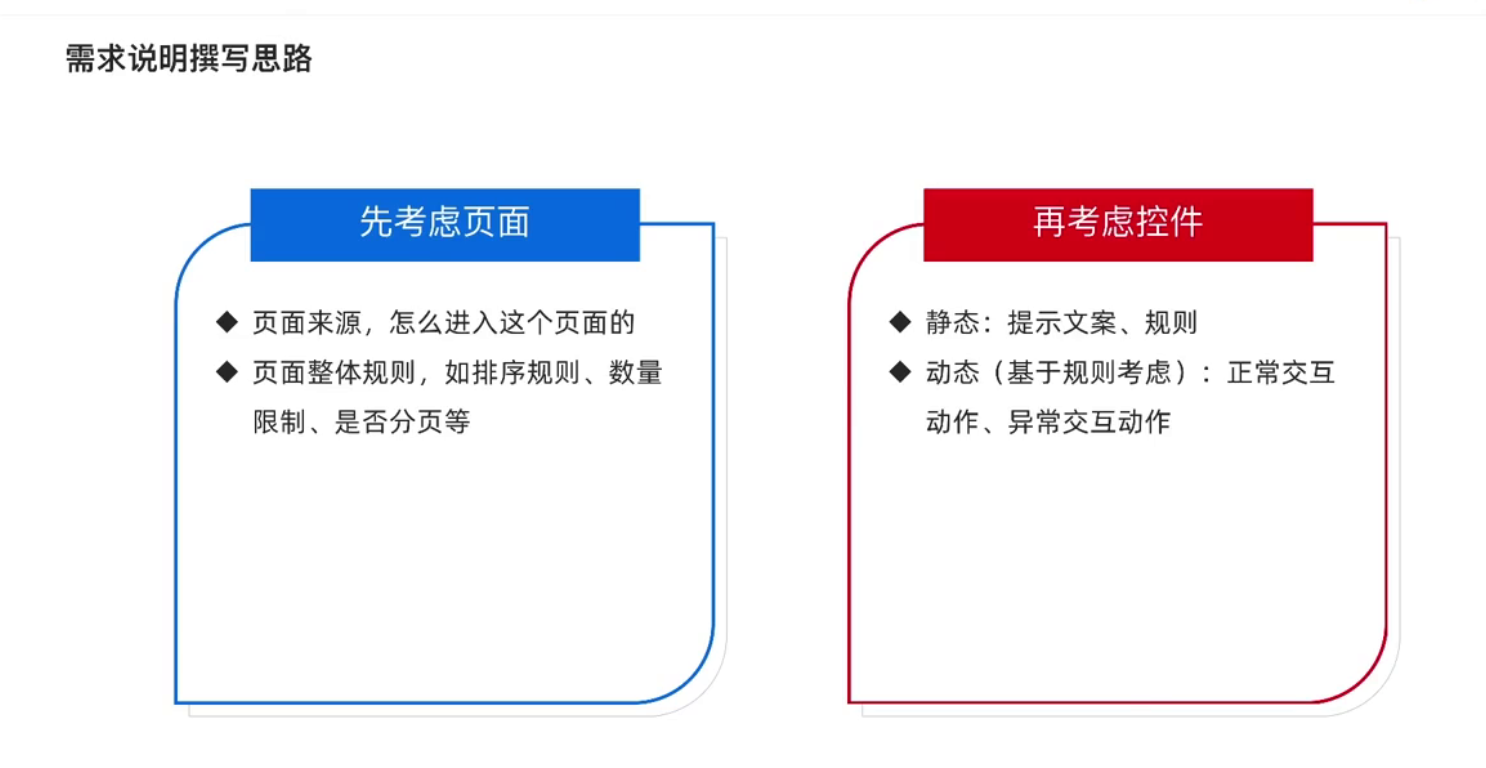 需求说明撰写思路
先考虑页面
◆ 页面来源，怎么进入这个页面的
◆ 页面整体规则，如排序规则、数量
限制、是否分页等
再考虑控件
◆ 静态：提示文案、规则
◆ 动态（基于规则考虑）：正常交互
动作、异常交互动作